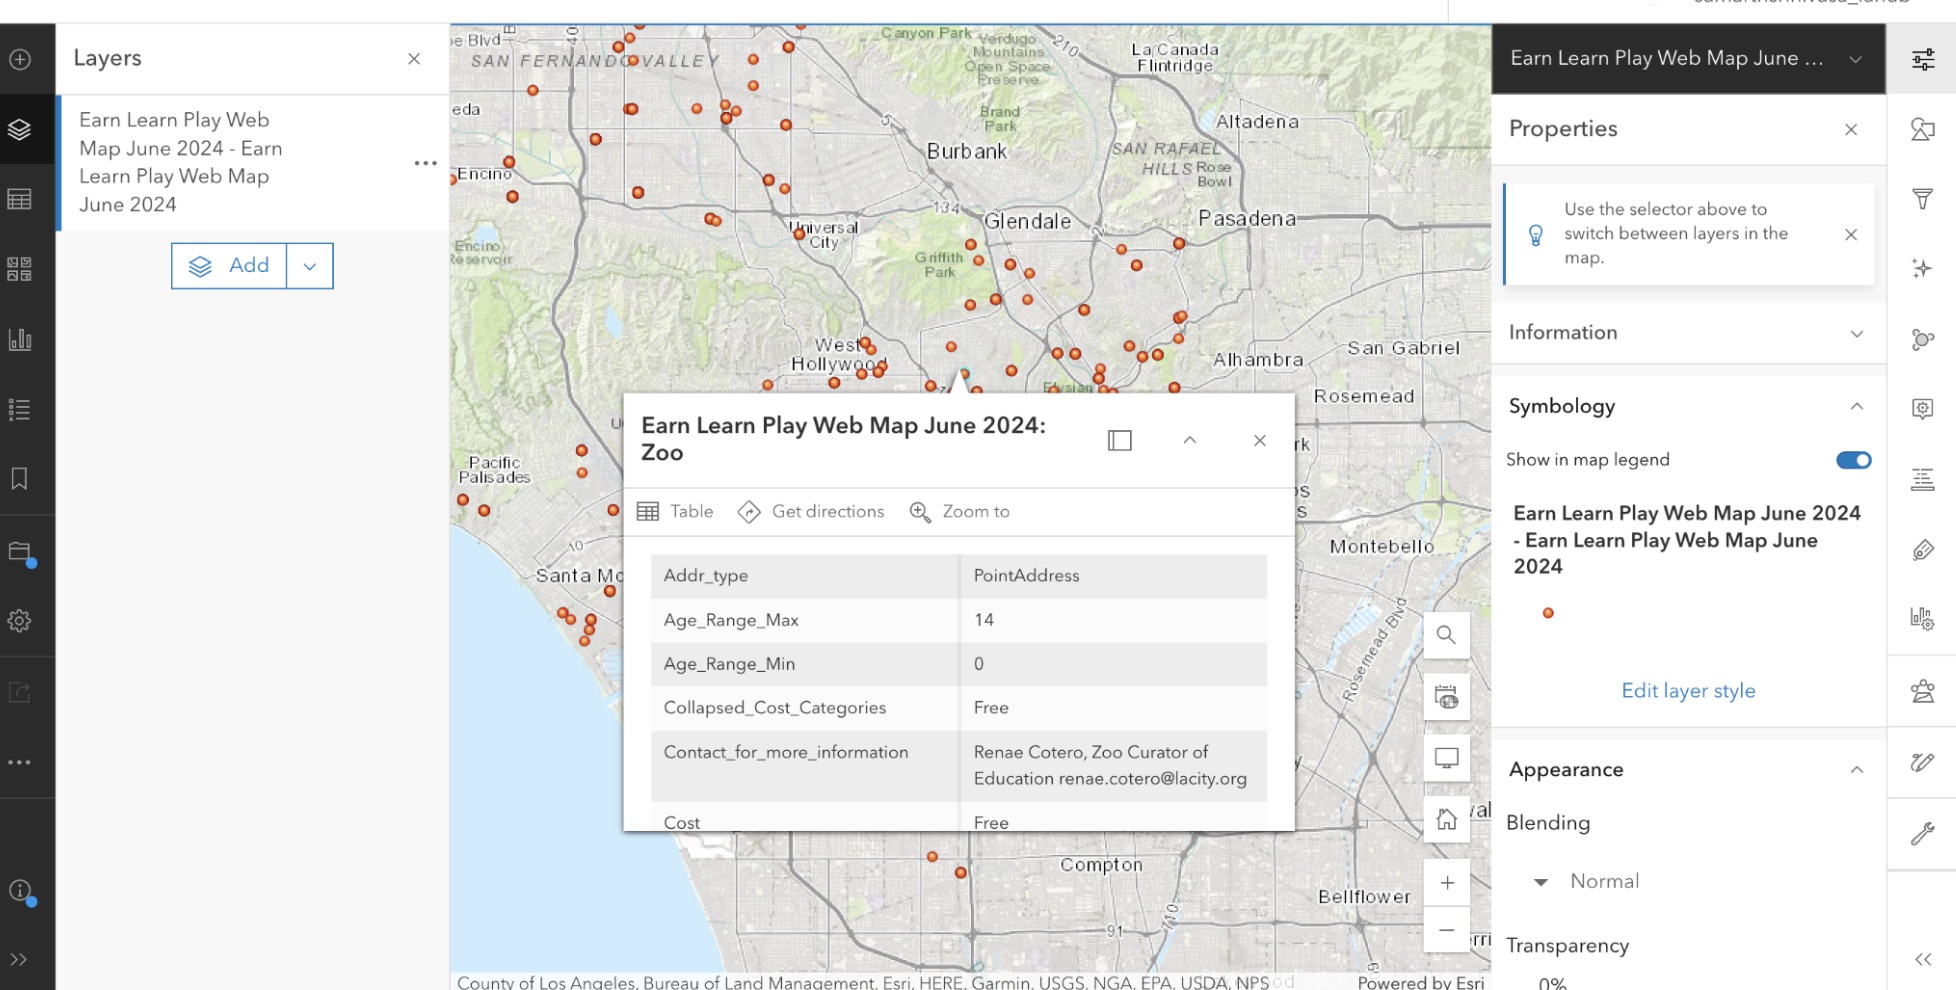 Layers
Earn Learn Play Web
Map June 2024 - Earn
Learn Play Web Map
June 2024
Add
SAN FERNANDO VALLEY
Canyon Park
Verdugo
Mountains
Open Space
Preserve
210
La Canada
Flintridge
Brand
Park
Altadena
5
Burbank
SAN RAFAEL
HILLS
Rose
Bowl
Encino
134
Glendale
Pasadena
Universal
City
Encino
Reservoir
Griffith
Park
2
West
Hollywood
Alhambra
San Gabriel
Elysian
Rosemead
Pacific
Palisades
10
Montebello
Rosemead Blvd
Earn Learn Play Web Map June 2024:
Zoo
Table
Get directions
Zoom to
Addr_type PointAddress
Age_Range_Max 14
Age_Range_Min 0
Collapsed_Cost_Categories Free
Contact_for_more_information Renae Cotero, Zoo Curator of
Education renae.cotero@lacity.org
Cost Free
Compton
Bellflower
710
91
County of Los Angeles, Bureau of Land Management, Esri, HERE, Garmin, USGS, NGA, EPA, USDA, NPS
Powered by Esri
Earn Learn Play Web Map June ...
Properties
Use the selector above to
switch between layers in the
map.
Information
Symbology
Show in map legend
Earn Learn Play Web Map June 2024
- Earn Learn Play Web Map June
2024
Edit layer style
Appearance
Blending
Normal
Transparency
0%